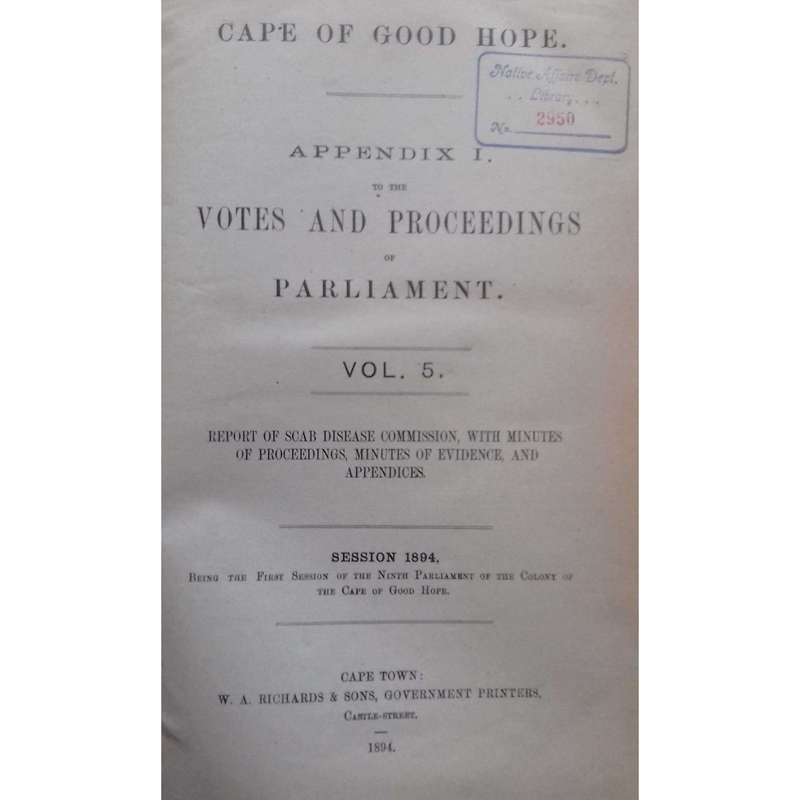 CAPE OF GOOD HOPE.
Native Affairs Dept.
. . Library. . .
No. 2950
APPENDIX I.
TO THE
VOTES AND PROCEEDINGS
OF
PARLIAMENT.
VOL. 5.
REPORT OF SCAB DISEASE COMMISSION, WITH MINUTES
OF PROCEEDINGS, MINUTES OF EVIDENCE, AND
APPENDICES.
SESSION 1894.
BEING THE FIRST SESSION OF THE NINTH PARLIAMENT OF THE COLONY OF
THE CAPE OF GOOD HOPE.
CAPE TOWN:
W. A. RICHARDS & SONS, GOVERNMENT PRINTERS,
CASTLE-STREET.
1894.